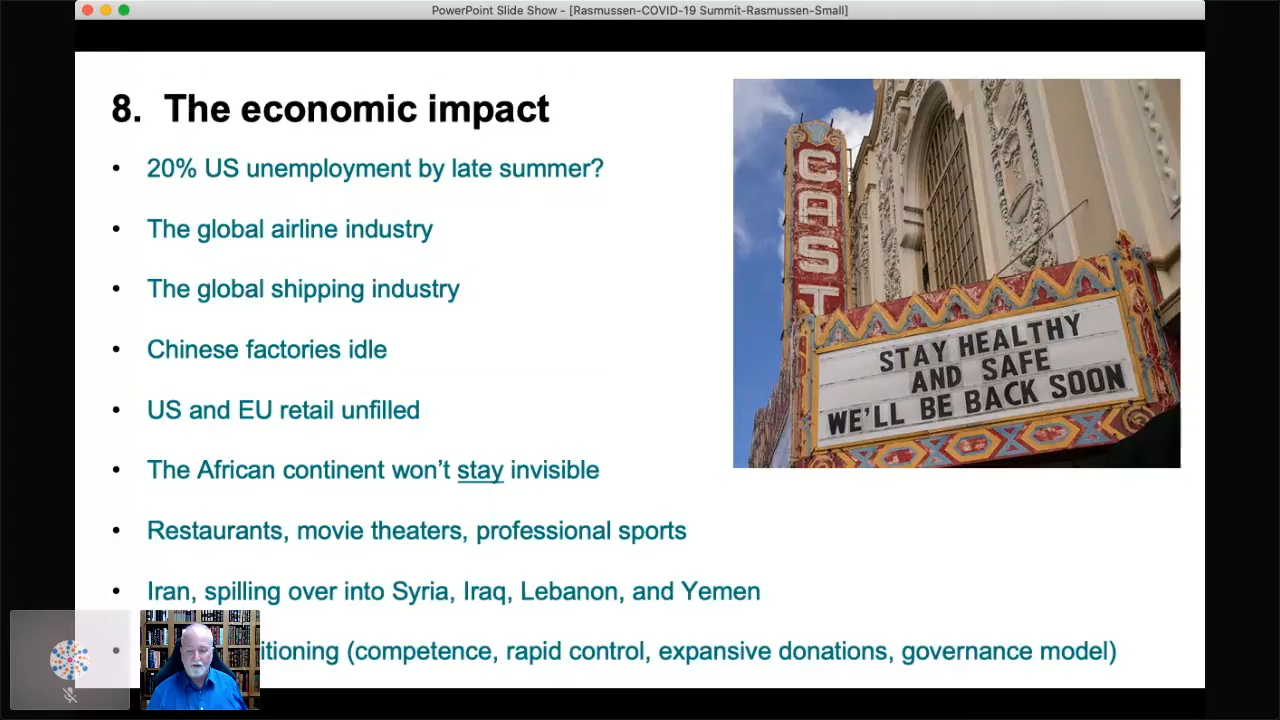 PowerPoint Slide Show - [Rasmussen-COVID-19 Summit-Rasmussen-Small]
8. The economic impact
• 20% US unemployment by late summer?
• The global airline industry
• The global shipping industry
• Chinese factories idle
• US and EU retail unfilled
• The African continent won’t stay invisible
• Restaurants, movie theaters, professional sports
• Iran, spilling over into Syria, Iraq, Lebanon, and Yemen
• (competence, rapid control, expansive donations, governance model)
CAST
STAY HEALTHY
AND SAFE
WE'LL BE BACK SOON